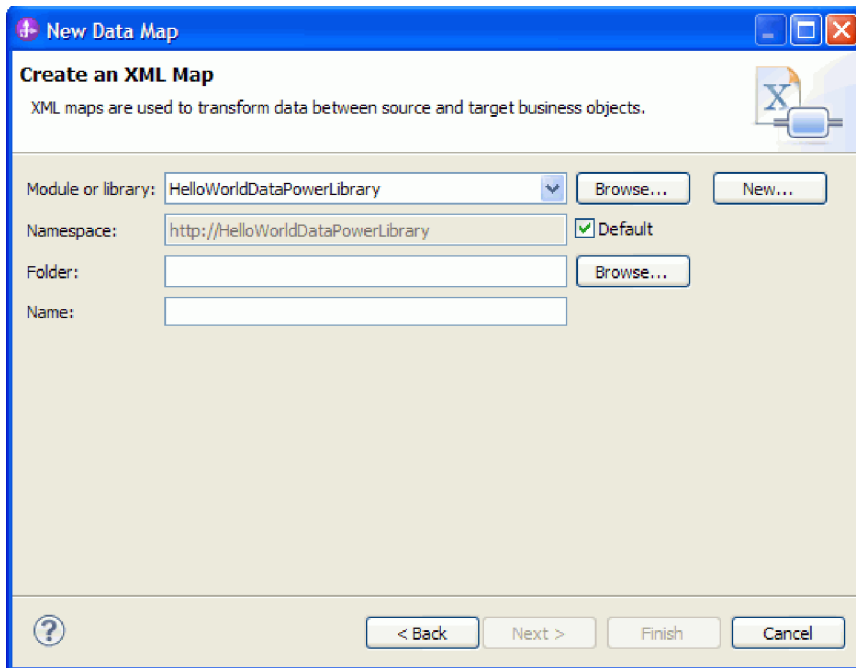 New Data Map
Create an XML Map
XML maps are used to transform data between source and target business objects.
X
Module or library: HelloWorldDataPowerLibrary Browse... New...
Namespace: http://HelloWorldDataPowerLibrary Default
Folder: Browse...
Name:
? < Back Next > Finish Cancel